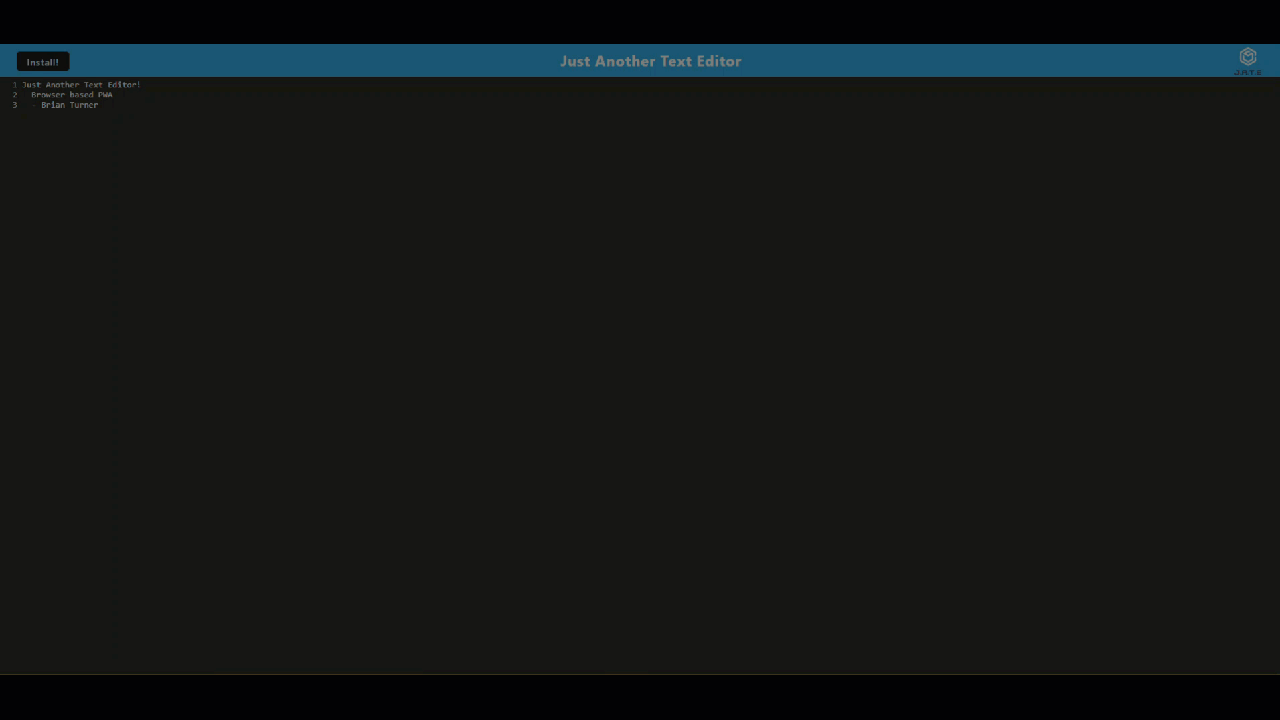 Install!
Just Another Text Editor
J.A.T.E
1 Just Another Text Editor!
2 Browser based PWA
3 - Brian Turner